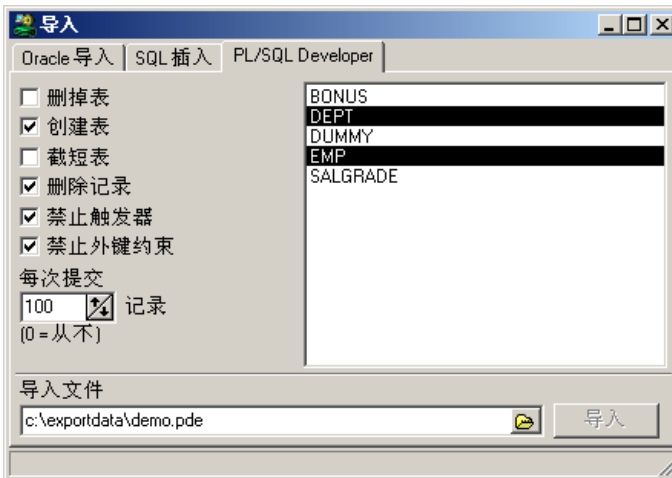 导入
Oracle 导入 SQL 插入 PL/SQL Developer
删掉表
创建表
截短表
删除记录
禁止触发器
禁止外键约束
每次提交
100 记录
(0 = 从不)
BONUS
DEPT
DUMMY
EMP
SALGRADE
导入文件
c:\exportdata\demo.pde 导入